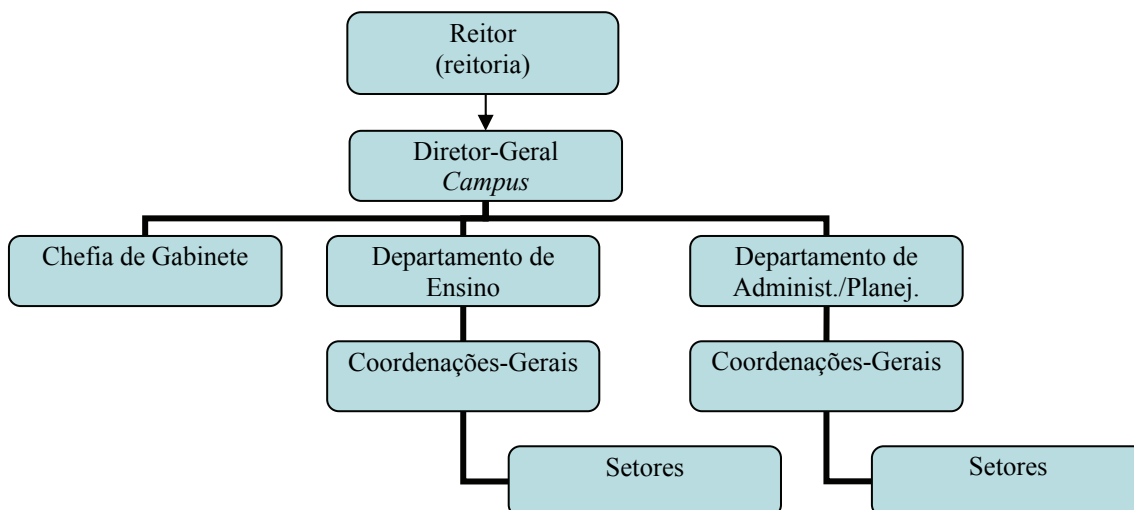 Reitor
(reitoria)
Diretor-Geral
Campus
Chefia de Gabinete
Departamento de
Ensino
Departamento de
Administ./Planej.
Coordenações-Gerais
Coordenações-Gerais
Setores
Setores